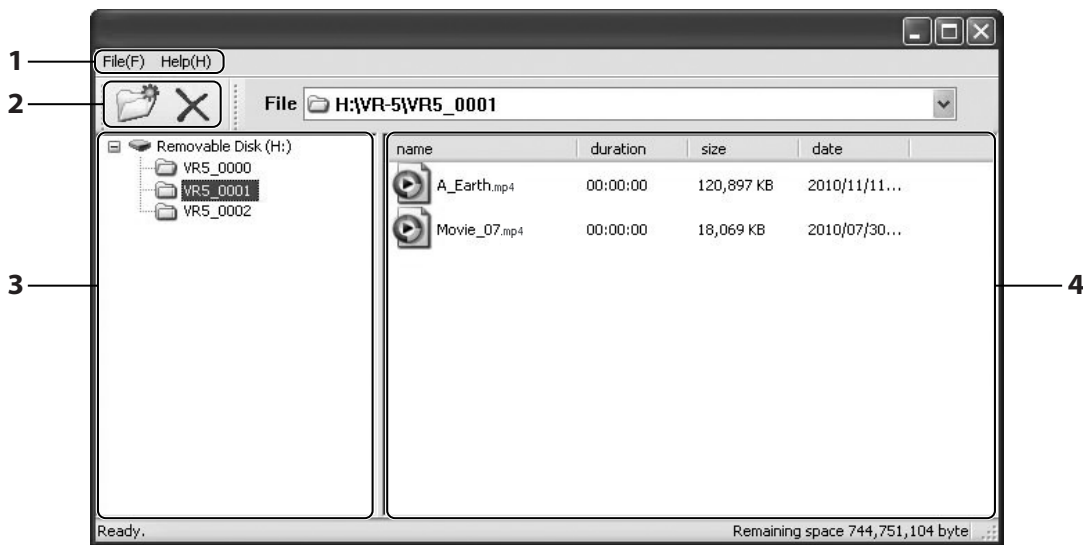 1
File(F) Help(H)
2
File H:\VR-5\VR5_0001
Removable Disk (H:)
VR5_0000
VR5_0001
VR5_0002
name duration size date
A_Earth.mp4 00:00:00 120,897 KB 2010/11/11...
Movie_07.mp4 00:00:00 18,069 KB 2010/07/30...
3
4
Ready. Remaining space 744,751,104 byte